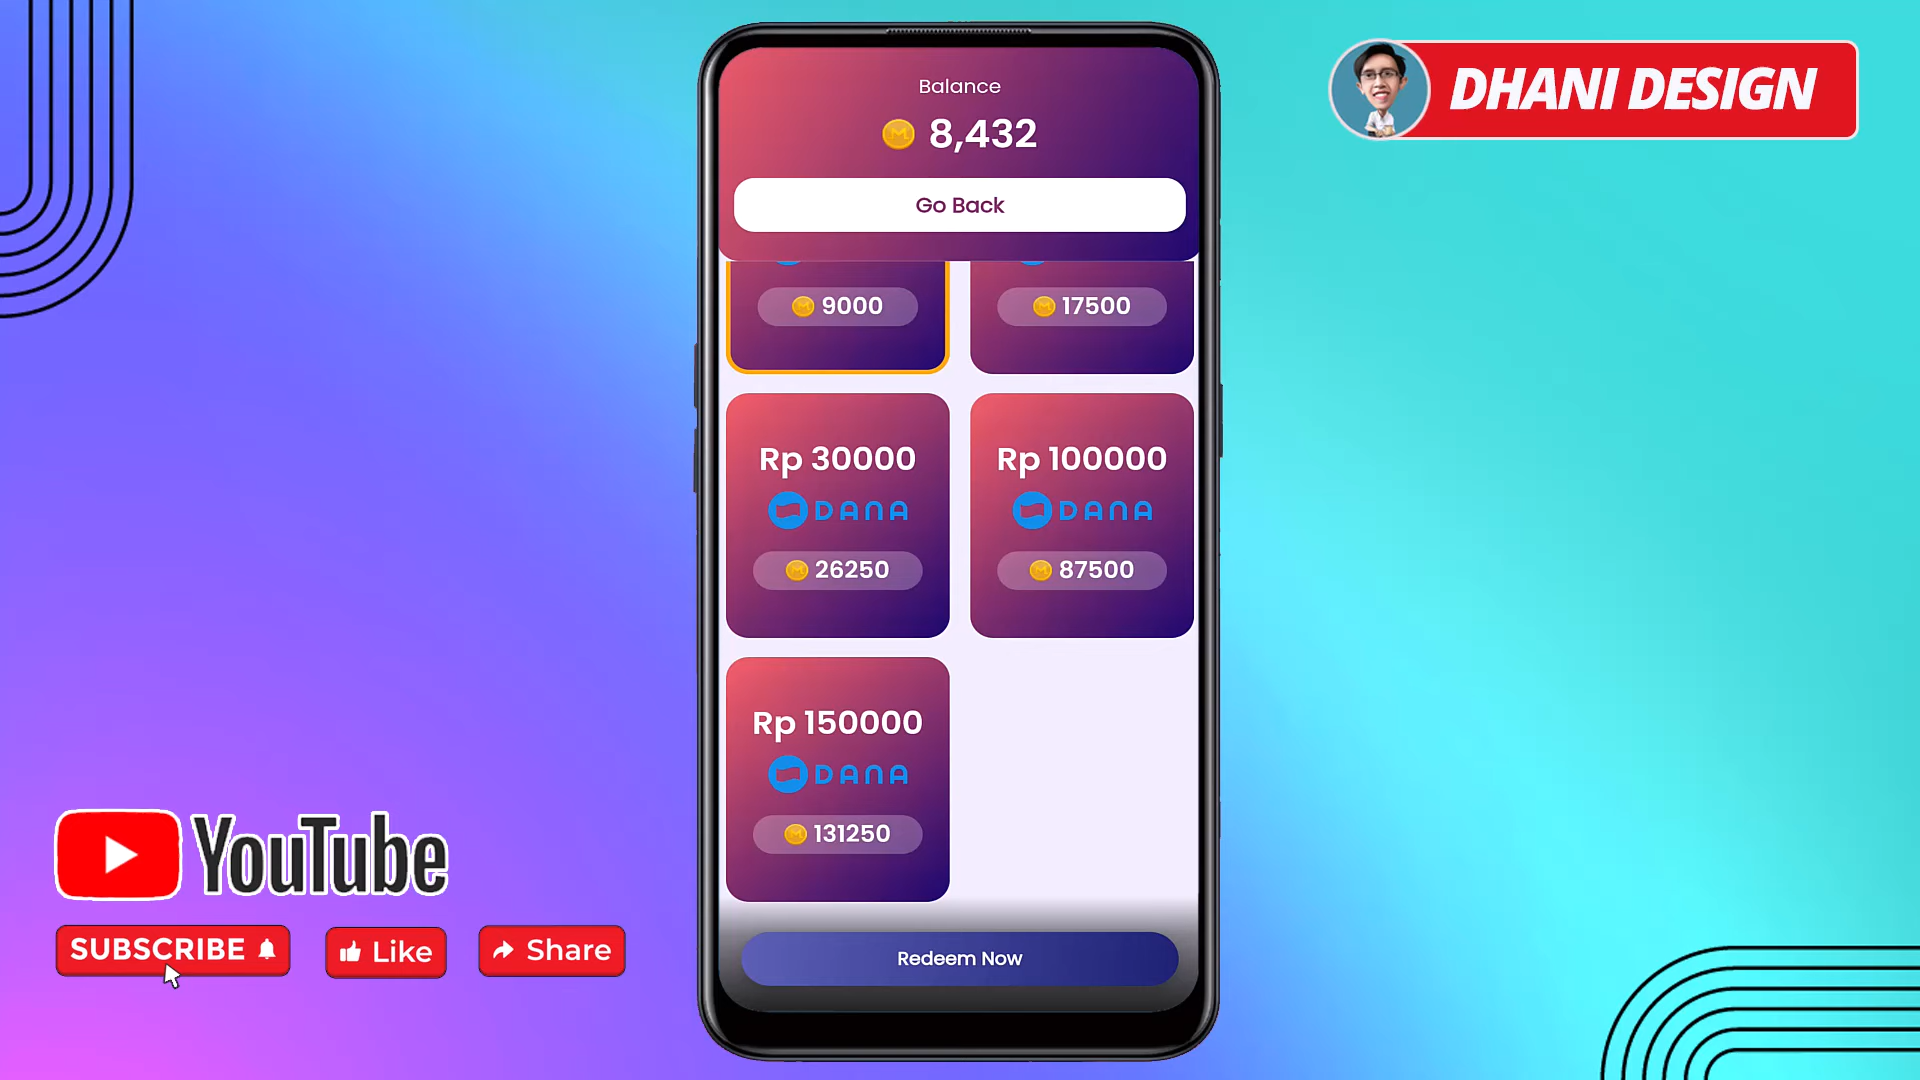 DHANI DESIGN
Balance
8,432
Go Back
9000
17500
Rp 30000
DANA
26250
Rp 100000
DANA
87500
Rp 150000
DANA
131250
Redeem Now
YouTube
SUBSCRIBE
Like
Share